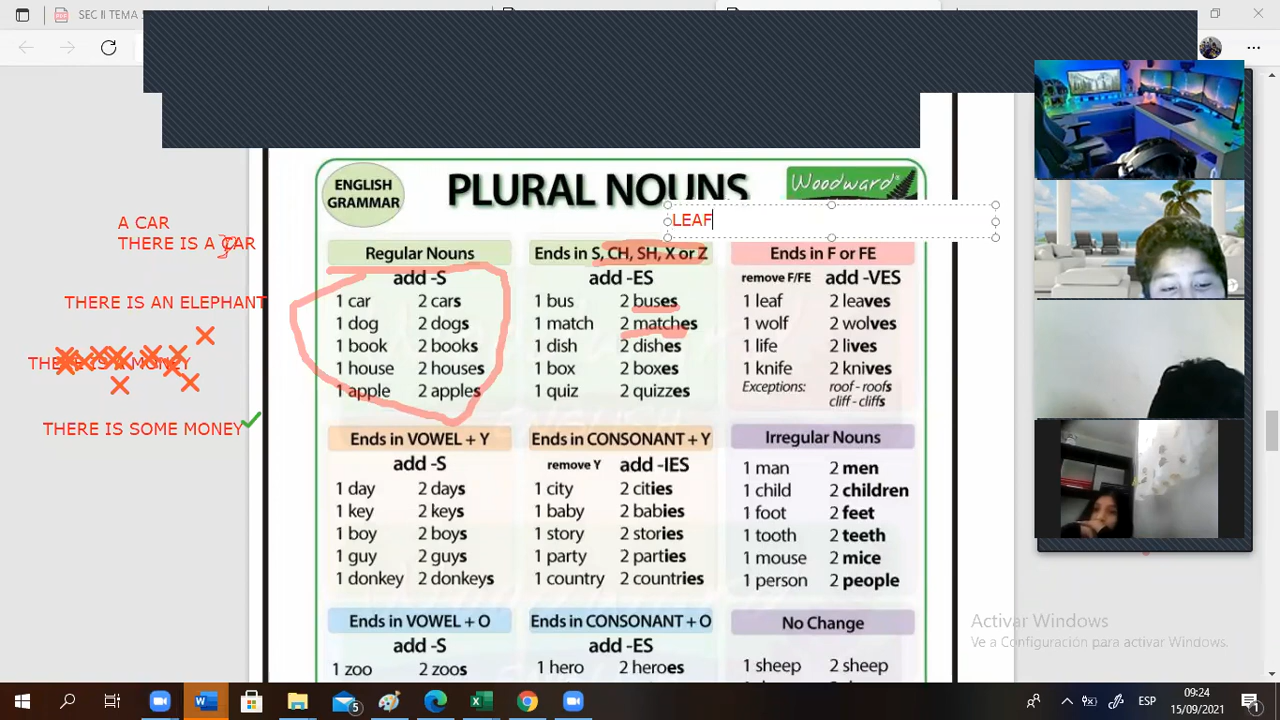 SEC II TEMA
ENGLISH
GRAMMAR
PLURAL NOUNS
Woodward®
LEAF
A CAR
THERE IS A CAR
THERE IS AN ELEPHANT
THERE IS A MONEY
THERE IS SOME MONEY
Regular Nouns
add -S
1 car 2 cars
1 dog 2 dogs
1 book 2 books
1 house 2 houses
1 apple 2 apples
Ends in S, CH, SH, X or Z
add -ES
1 bus 2 buses
1 match 2 matches
1 dish 2 dishes
1 box 2 boxes
1 quiz 2 quizzes
Ends in F or FE
remove F/FE add -VES
1 leaf 2 leaves
1 wolf 2 wolves
1 life 2 lives
1 knife 2 knives
Exceptions: roof - roofs
cliff - cliffs
Ends in VOWEL + Y
add -S
1 day 2 days
1 key 2 keys
1 boy 2 boys
1 guy 2 guys
1 donkey 2 donkeys
Ends in CONSONANT + Y
remove Y add -IES
1 city 2 cities
1 baby 2 babies
1 story 2 stories
1 party 2 parties
1 country 2 countries
Irregular Nouns
1 man 2 men
1 child 2 children
1 foot 2 feet
1 tooth 2 teeth
1 mouse 2 mice
1 person 2 people
Ends in VOWEL + O
add -S
1 zoo 2 zoos
Ends in CONSONANT + O
add -ES
1 hero 2 heroes
No Change
1 sheep 2 sheep
Activar Windows
Ve a Configuración para activar Windows.
5
ESP
09:24
15/09/2021
1